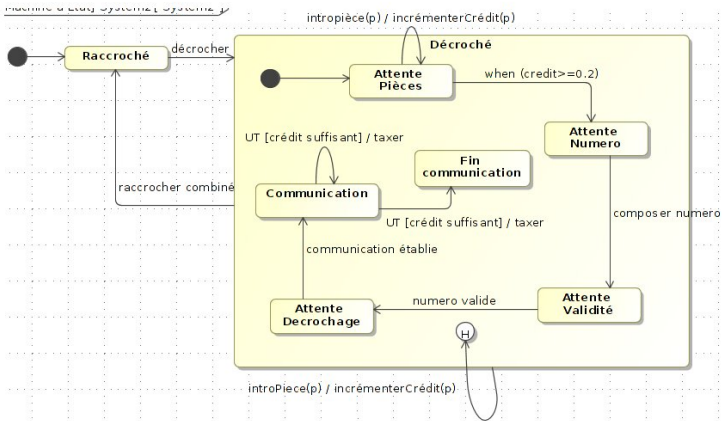 Machine à Etat] System2 [ System2 ]
intropièce(p) / incrémenterCrédit(p)
Décroché
Raccroché
décrocher
Attente
Pièces
when (credit>=0.2)
Attente
Numero
UT [crédit suffisant] / taxer
Fin
communication
Communication
raccrocher combiné
UT [crédit suffisant] / taxer
composer numero
communication établie
Attente
Validité
numero valide
Attente
Decrochage
H
introPiece(p) / incrémenterCrédit(p)